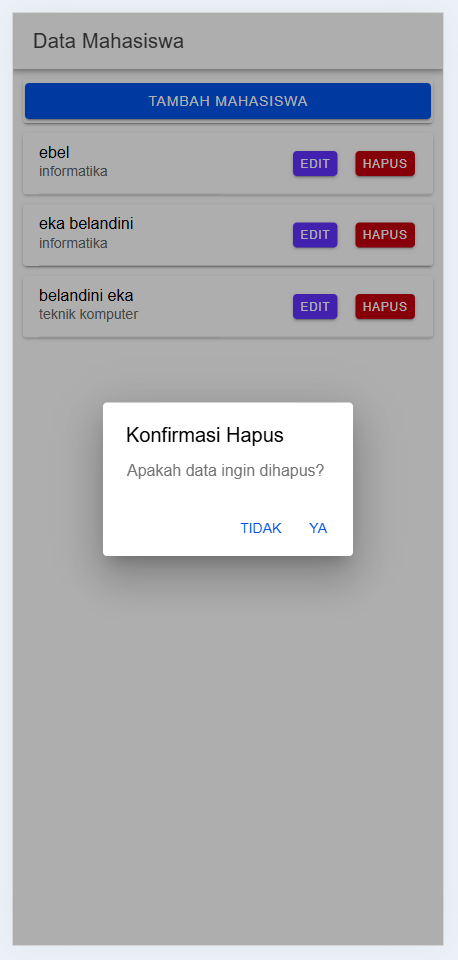 Data Mahasiswa
TAMBAH MAHASISWA
ebel
informatika
EDIT HAPUS
eka belandini
informatika
EDIT HAPUS
belandini eka
teknik komputer
EDIT HAPUS
Konfirmasi Hapus
Apakah data ingin dihapus?
TIDAK YA